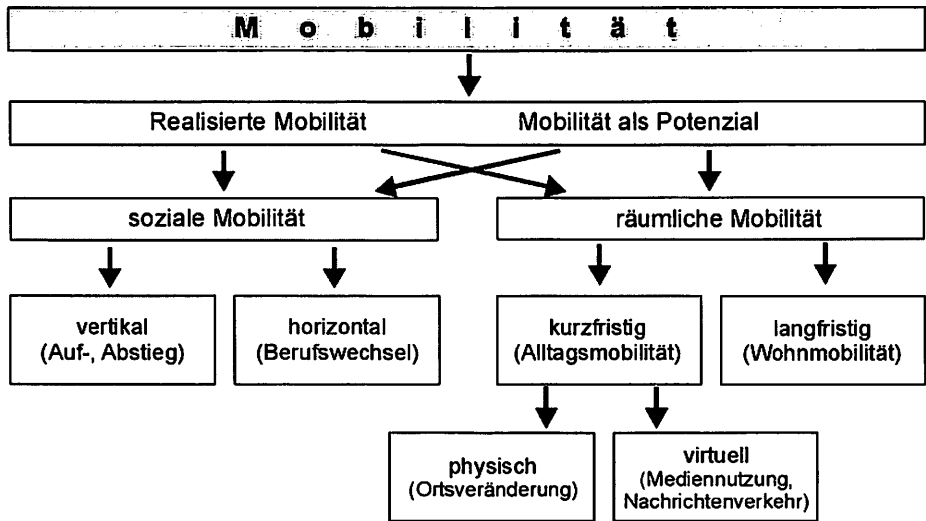 Mobilität
Realisierte Mobilität Mobilität als Potenzial
soziale Mobilität
räumliche Mobilität
vertikal
(Auf-, Abstieg)
horizontal
(Berufswechsel)
kurzfristig
(Alltagsmobilität)
langfristig
(Wohnmobilität)
physisch
(Ortsveränderung)
virtuell
(Mediennutzung,
Nachrichtenverkehr)